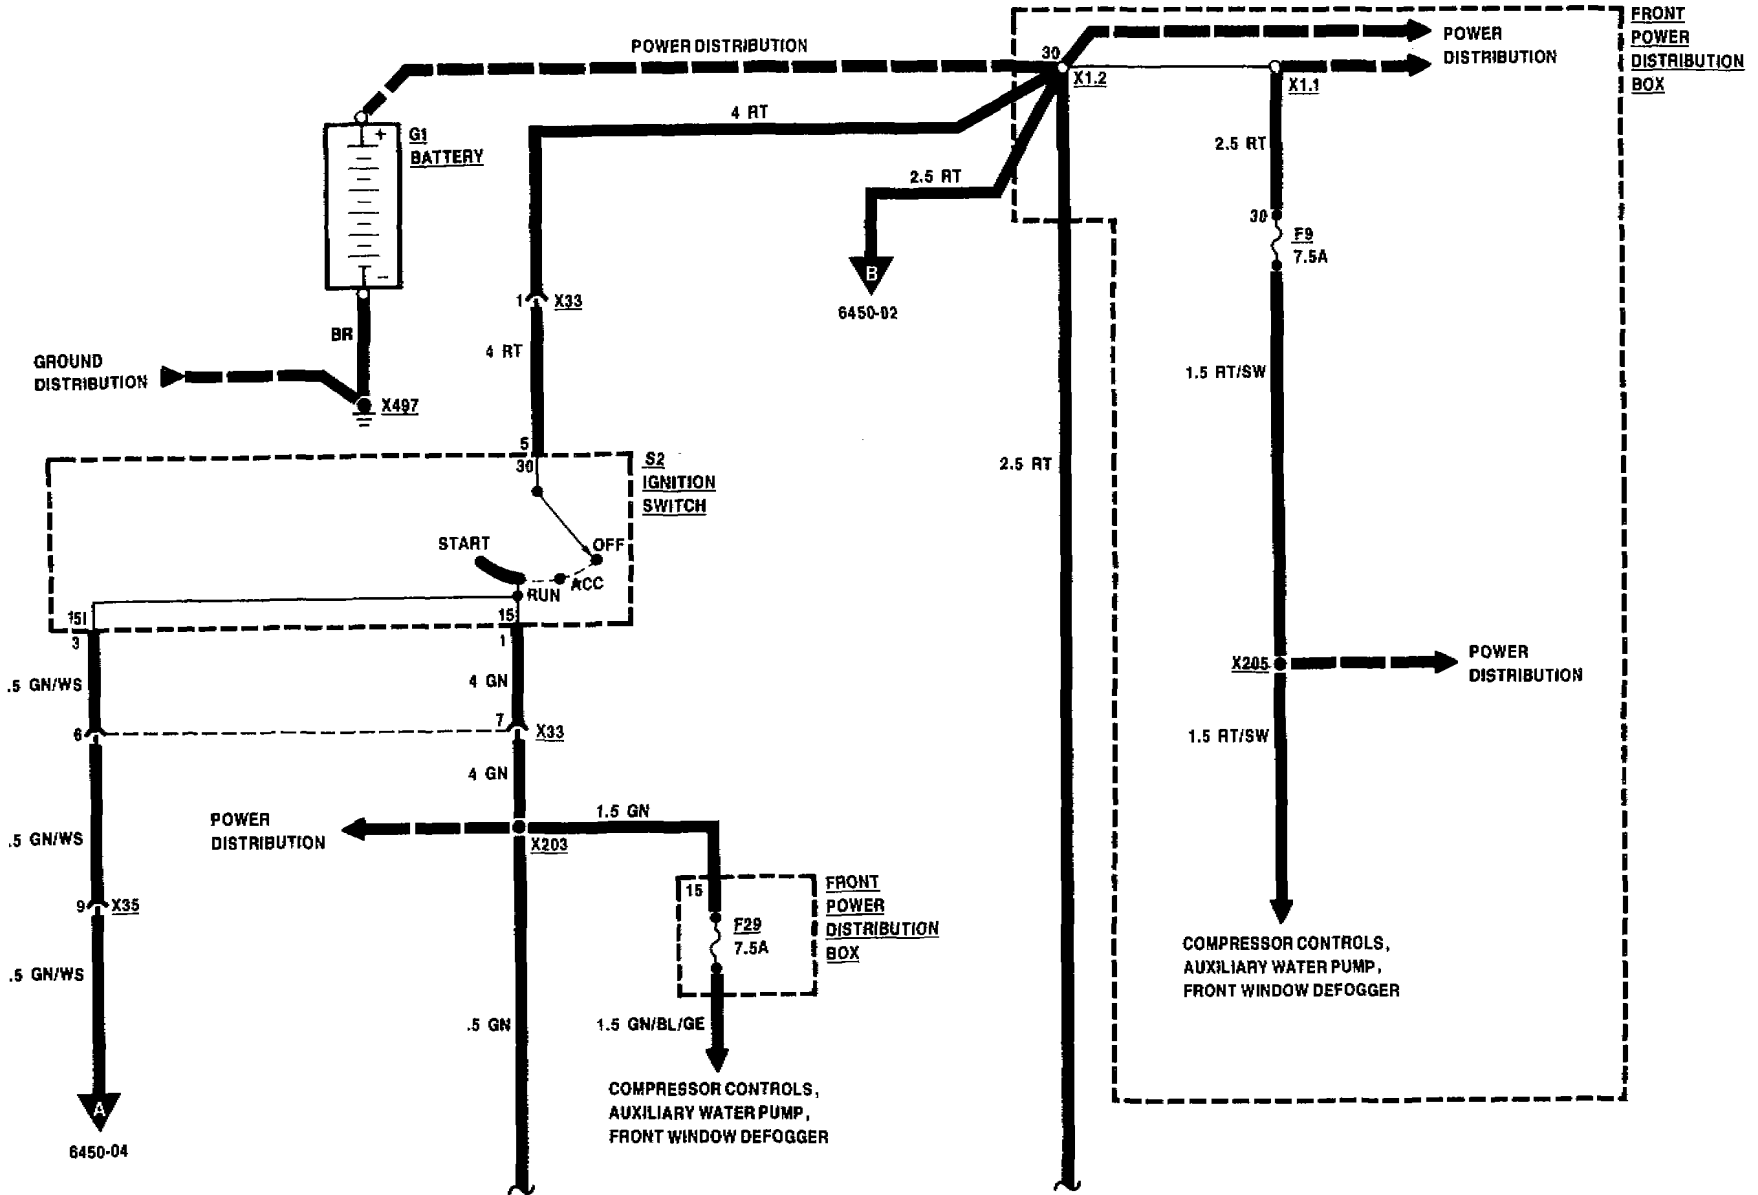 FRONT
POWER
DISTRIBUTION
BOX
POWER
DISTRIBUTION
POWER DISTRIBUTION
30
X1.2
X1.1
4 RT
2.5 RT
2.5 RT
+
G1
BATTERY
-
30
F9
7.5A
B
6450-02
1
X33
BR
4 RT
GROUND
DISTRIBUTION
X497
1.5 RT/SW
5
30
S2
IGNITION
SWITCH
2.5 RT
START
OFF
ACC
RUN
15I
15
3
1
.5 GN/WS
4 GN
X205
POWER
DISTRIBUTION
6
7
X33
1.5 RT/SW
4 GN
1.5 GN
POWER
DISTRIBUTION
X203
.5 GN/WS
15
FRONT
POWER
DISTRIBUTION
BOX
9
X35
F29
7.5A
.5 GN/WS
COMPRESSOR CONTROLS,
AUXILIARY WATER PUMP,
FRONT WINDOW DEFOGGER
.5 GN
1.5 GN/BL/GE
A
6450-04
COMPRESSOR CONTROLS,
AUXILIARY WATER PUMP,
FRONT WINDOW DEFOGGER